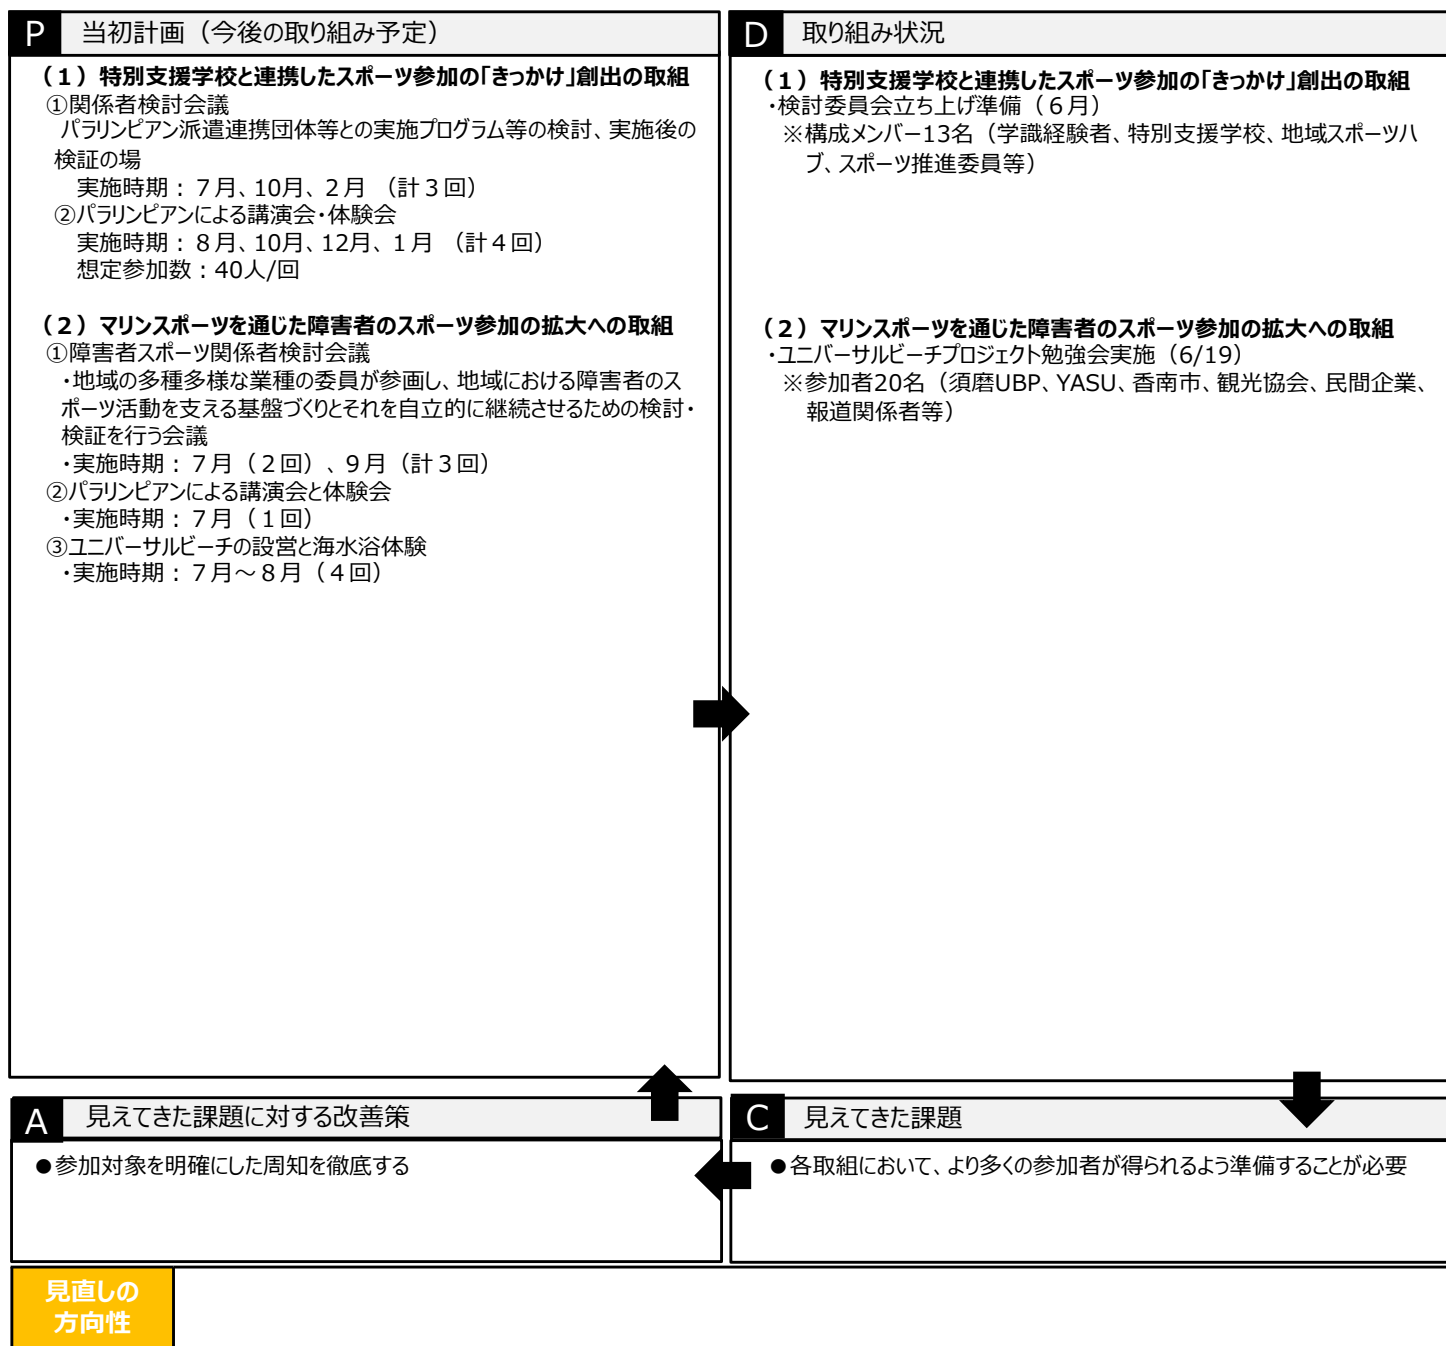 P 当初計画（今後の取り組み予定）
（１）特別支援学校と連携したスポーツ参加の「きっかけ」創出の取組
①関係者検討会議
パラリンピアン派遣連携団体等との実施プログラム等の検討、実施後の
検証の場
実施時期：７月、10月、２月 （計３回）
②パラリンピアンによる講演会・体験会
実施時期：８月、10月、12月、１月 （計４回）
想定参加数：40人/回
（２）マリンスポーツを通じた障害者のスポーツ参加の拡大への取組
①障害者スポーツ関係者検討会議
・地域の多種多様な業種の委員が参画し、地域における障害者のス
ポーツ活動を支える基盤づくりとそれを自立的に継続させるための検討・
検証を行う会議
・実施時期：７月（２回）、９月（計３回）
②パラリンピアンによる講演会と体験会
・実施時期：７月（１回）
③ユニバーサルビーチの設営と海水浴体験
・実施時期：７月～８月（４回）
D 取り組み状況
（１）特別支援学校と連携したスポーツ参加の「きっかけ」創出の取組
・検討委員会立ち上げ準備（６月）
※構成メンバー13名（学識経験者、特別支援学校、地域スポーツハ
ブ、スポーツ推進委員等）
（２）マリンスポーツを通じた障害者のスポーツ参加の拡大への取組
・ユニバーサルビーチプロジェクト勉強会実施（6/19）
※参加者20名（須磨UBP、YASU、香南市、観光協会、民間企業、
報道関係者等）
A 見えてきた課題に対する改善策
●参加対象を明確にした周知を徹底する
C 見えてきた課題
●各取組において、より多くの参加者が得られるよう準備することが必要
見直しの
方向性